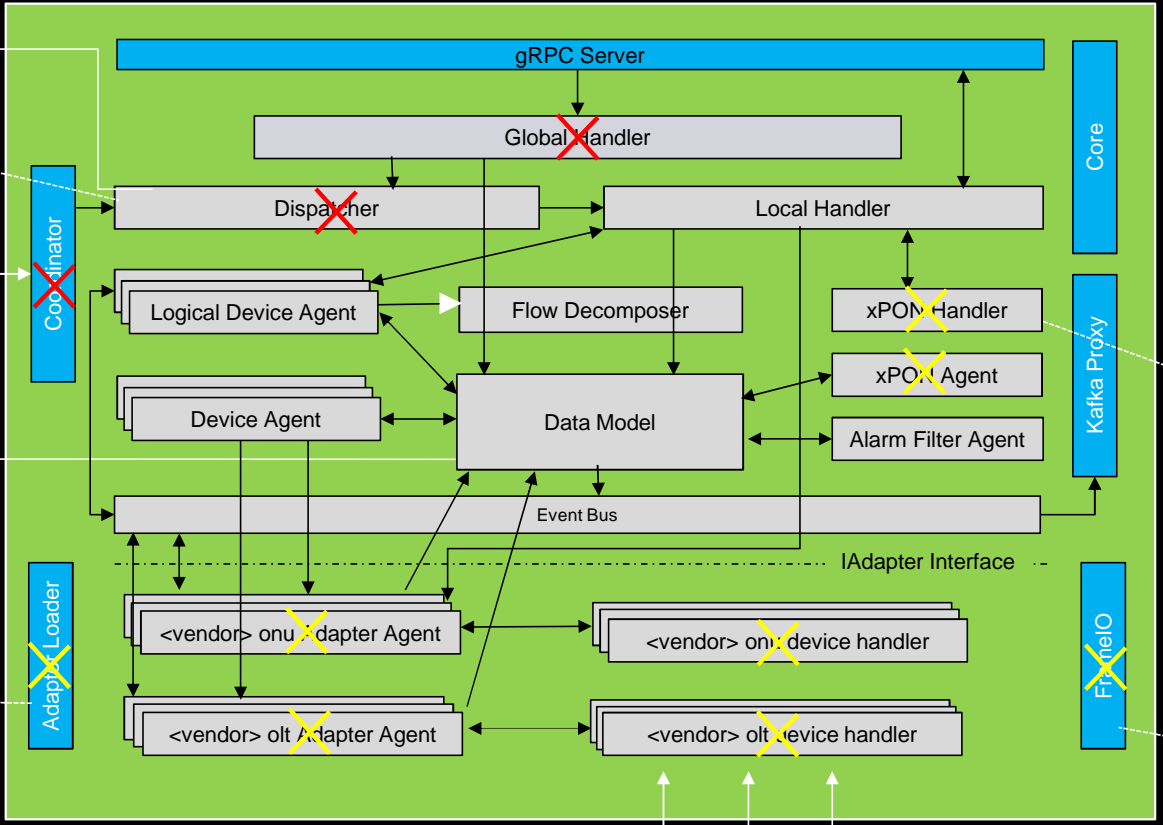 gRPC Server
Core
Global Handler
Coordinator
Dispatcher
Local Handler
Logical Device Agent
Flow Decomposer
xPON Handler
Kafka Proxy
xPON Agent
Device Agent
Data Model
Alarm Filter Agent
Event Bus
IAdapter Interface
Adapter Loader
<vendor> onu Adapter Agent
<vendor> onu device handler
FrameIO
<vendor> olt Adapter Agent
<vendor> olt device handler